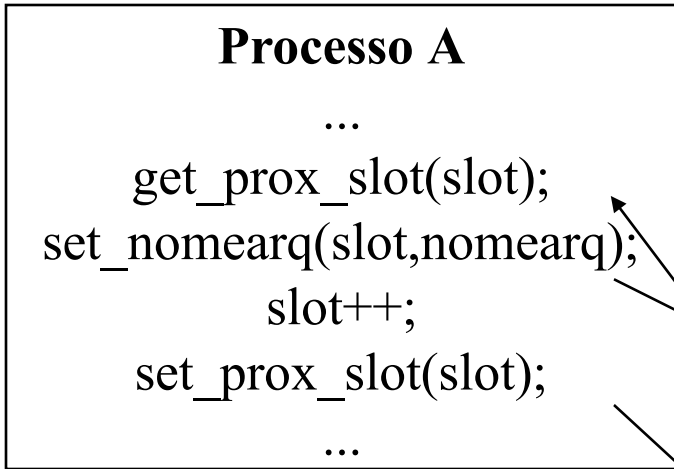 Processo A
...
get_prox_slot(slot);
set_nomearq(slot,nomearq);
slot++;
set_prox_slot(slot);
...